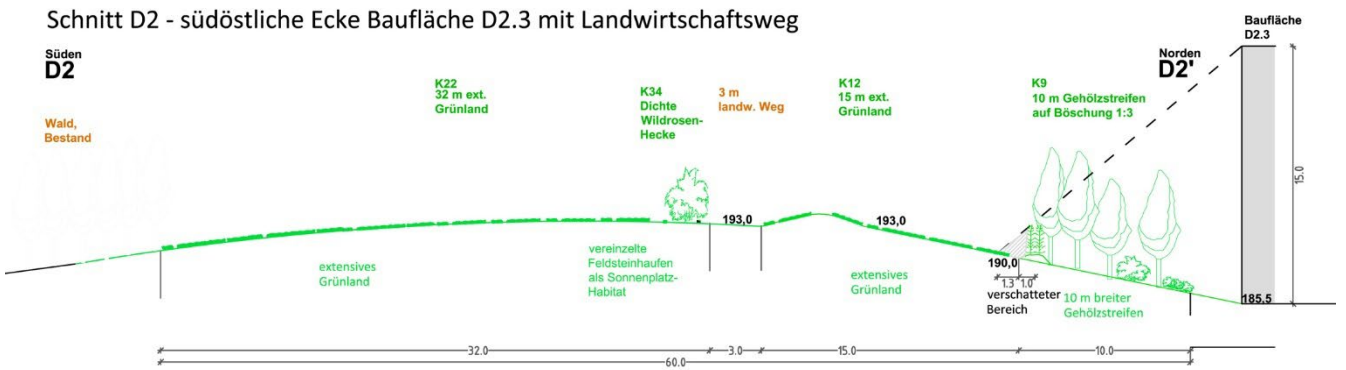 Schnitt D2 - südöstliche Ecke Baufläche D2.3 mit Landwirtschaftsweg
Baufläche
D2.3
Süden
D2
Norden
D2'
K22
32 m ext.
Grünland
K34
Dichte
Wildrosen-
Hecke
3 m
landw. Weg
K12
15 m ext.
Grünland
K9
10 m Gehölzstreifen
auf Böschung 1:3
Wald,
Bestand
15.0
193,0
193,0
190,0
185.5
1.3
1.0
extensives
Grünland
vereinzelte
Feldsteinhaufen
als Sonnenplatz-
Habitat
extensives
Grünland
verschatteter
Bereich
10 m breiter
Gehölzstreifen
32.0
3.0
15.0
10.0
60.0